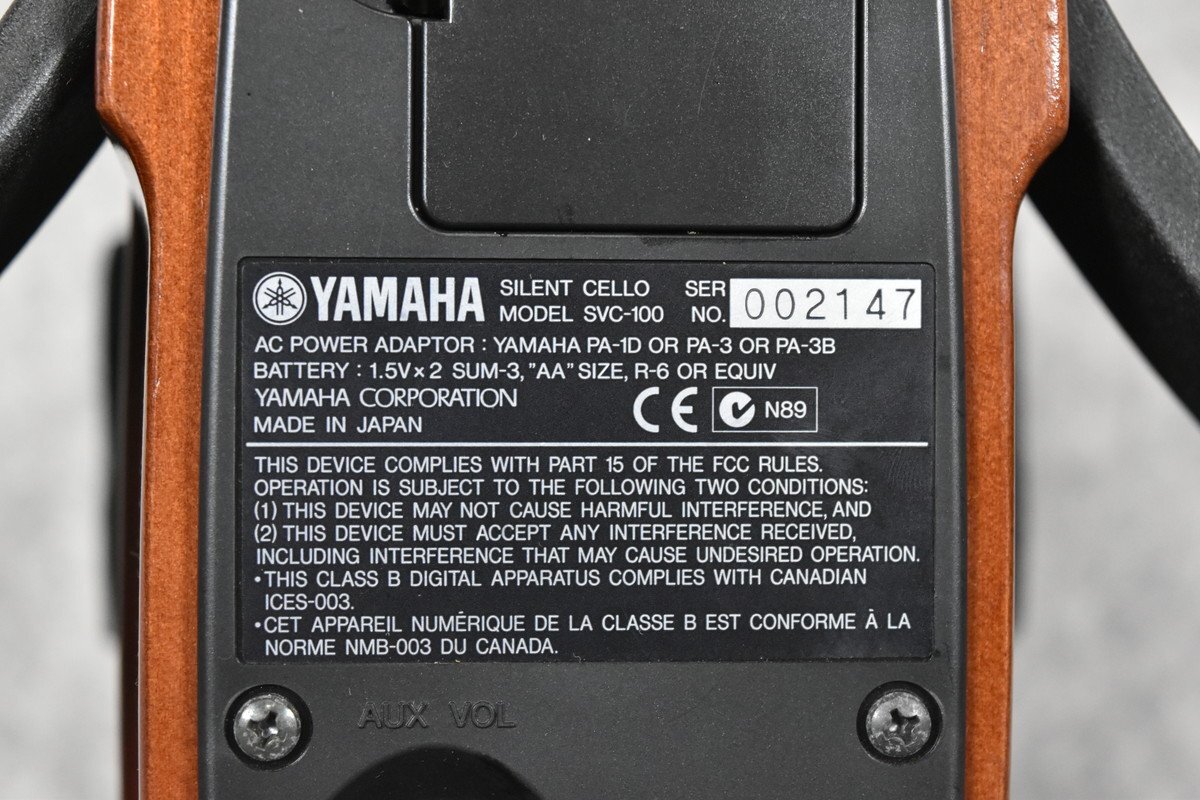 YAMAHA SILENT CELLO SER 002147
MODEL SVC-100 NO.
AC POWER ADAPTOR : YAMAHA PA-1D OR PA-3 OR PA-3B
BATTERY : 1.5V×2 SUM-3, "AA" SIZE, R-6 OR EQUIV
YAMAHA CORPORATION CE N89
MADE IN JAPAN
THIS DEVICE COMPLIES WITH PART 15 OF THE FCC RULES.
OPERATION IS SUBJECT TO THE FOLLOWING TWO CONDITIONS:
(1) THIS DEVICE MAY NOT CAUSE HARMFUL INTERFERENCE, AND
(2) THIS DEVICE MUST ACCEPT ANY INTERFERENCE RECEIVED,
INCLUDING INTERFERENCE THAT MAY CAUSE UNDESIRED OPERATION.
•THIS CLASS B DIGITAL APPARATUS COMPLIES WITH CANADIAN
ICES-003.
•CET APPAREIL NUMÉRIQUE DE LA CLASSE B EST CONFORME À LA
NORME NMB-003 DU CANADA.
AUX VOL